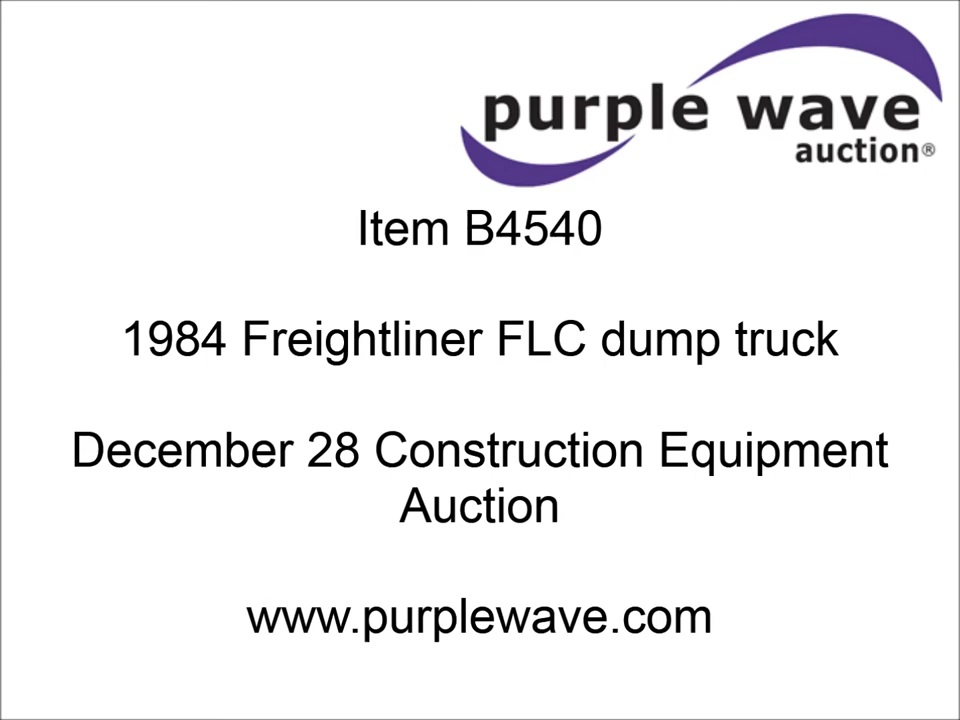 purple wave
auction®
Item B4540
1984 Freightliner FLC dump truck
December 28 Construction Equipment
Auction
www.purplewave.com